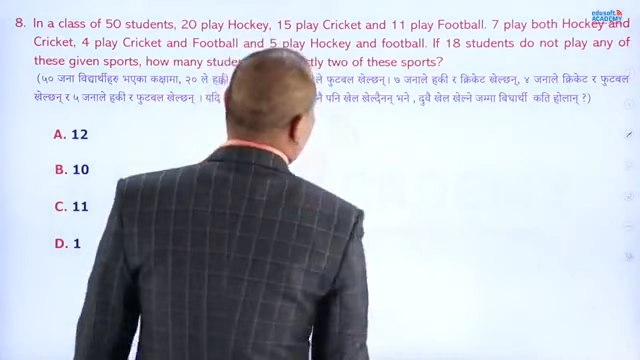 edusoft
ACADEMY
8. In a class of 50 students, 20 play Hockey, 15 play Cricket and 11 play Football. 7 play both Hockey and
Cricket, 4 play Cricket and Football and 5 play Hockey and football. If 18 students do not play any of
these given sports, how many two of these sports?
(५० जना विद्यार्थीहरु भएका कक्षामा, २० ले हकी फुटबल खेल्छन्। ७ जनाले हकी र क्रिकेट खेल्छन्, ४ जनाले क्रिकेट र फुटबल
खेल्छन र ५ जनाले हकी र फुटबल खेल्छन् । यदि पनि खेल खेल्दैनन् भने , दुवै खेल खेल्ने जम्मा बिद्यार्थी कति होलान् ?)
A. 12
B. 10
C. 11
D. 1